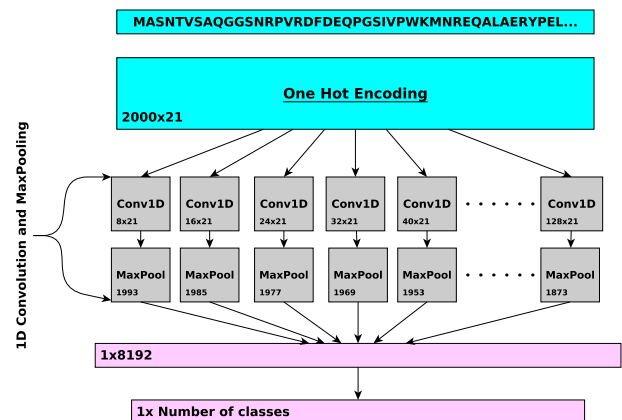 MASNTVSAQGGSNRPVRDFDEQPGSIVPWKMNREQALAERYPEL...
One Hot Encoding
2000x21
1D Convolution and MaxPooling
Conv1D Conv1D Conv1D Conv1D Conv1D Conv1D
8x21 16x21 24x21 32x21 40x21 128x21
MaxPool MaxPool MaxPool MaxPool MaxPool MaxPool
1993 1985 1977 1969 1953 1873
1x8192
1x Number of classes